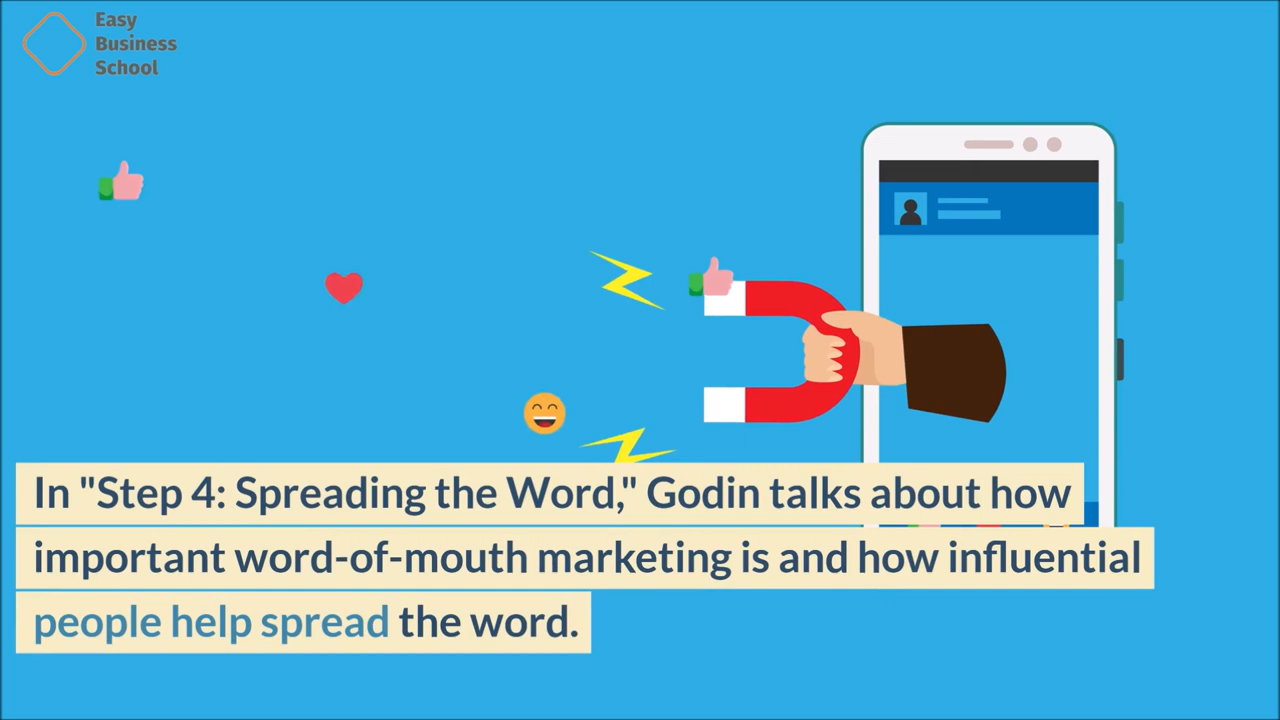 Easy
Business
School
In "Step 4: Spreading the Word," Godin talks about how
important word-of-mouth marketing is and how influential
people help spread the word.